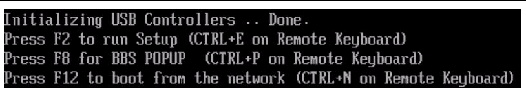 Initializing USB Controllers .. Done.
Press F2 to run Setup (CTRL+E on Remote Keyboard)
Press F8 for BBS POPUP  (CTRL+P on Remote Keyboard)
Press F12 to boot from the network (CTRL+N on Remote Keyboard)